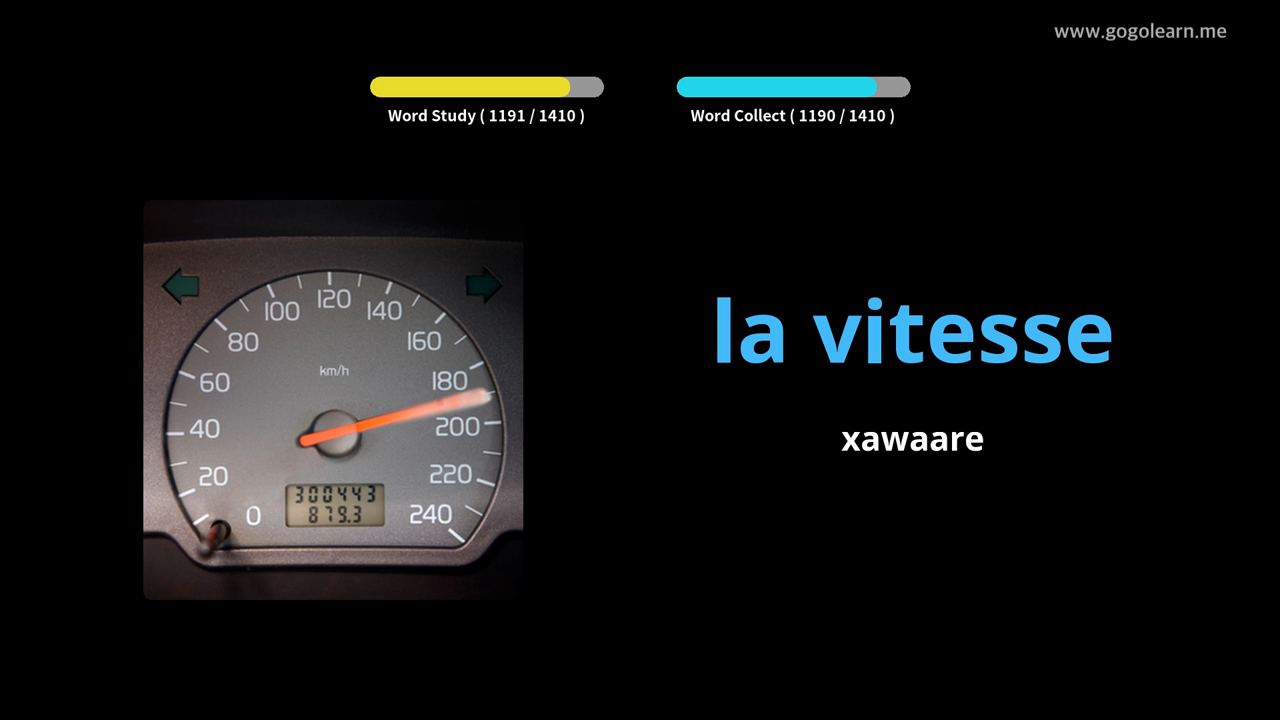 www.gogolearn.me
Word Study ( 1191 / 1410 )
Word Collect ( 1190 / 1410 )
120
100
140
80
160
km/h
60
180
40
200
20
220
300443
0
240
879.3
la vitesse
xawaare